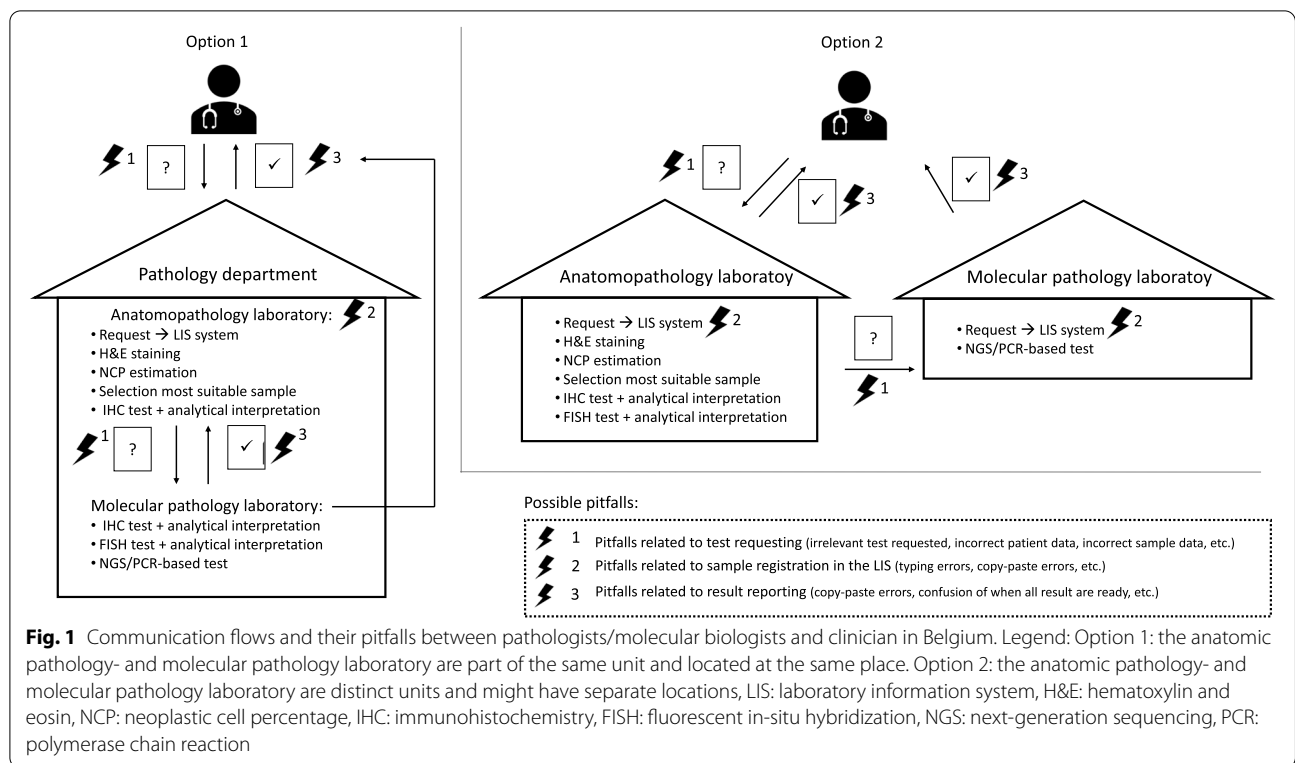 Option 1
1
?
✓
3
Pathology department
Anatomopathology laboratory:
2
• Request → LIS system
• H&E staining
• NCP estimation
• Selection most suitable sample
• IHC test + analytical interpretation
1
?
✓
3
Molecular pathology laboratory:
• IHC test + analytical interpretation
• FISH test + analytical interpretation
• NGS/PCR-based test
Option 2
1
?
✓
3
✓
3
Anatomopathology laboratoy
• Request → LIS system
2
• H&E staining
• NCP estimation
• Selection most suitable sample
• IHC test + analytical interpretation
• FISH test + analytical interpretation
?
1
Molecular pathology laboratoy
• Request → LIS system
2
• NGS/PCR-based test
Possible pitfalls:
1 Pitfalls related to test requesting (irrelevant test requested, incorrect patient data, incorrect sample data, etc.)
2 Pitfalls related to sample registration in the LIS (typing errors, copy-paste errors, etc.)
3 Pitfalls related to result reporting (copy-paste errors, confusion of when all result are ready, etc.)
Fig. 1 Communication flows and their pitfalls between pathologists/molecular biologists and clinician in Belgium. Legend: Option 1: the anatomic
pathology- and molecular pathology laboratory are part of the same unit and located at the same place. Option 2: the anatomic pathology- and
molecular pathology laboratory are distinct units and might have separate locations, LIS: laboratory information system, H&E: hematoxylin and
eosin, NCP: neoplastic cell percentage, IHC: immunohistochemistry, FISH: fluorescent in-situ hybridization, NGS: next-generation sequencing, PCR:
polymerase chain reaction